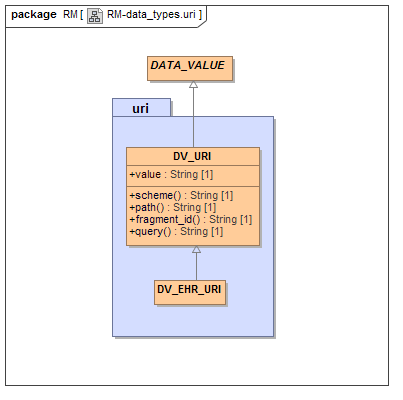 package RM [ RM-data_types.uri ]
DATA_VALUE
uri
DV_URI
+value : String [1]
+scheme() : String [1]
+path() : String [1]
+fragment_id() : String [1]
+query() : String [1]
DV_EHR_URI